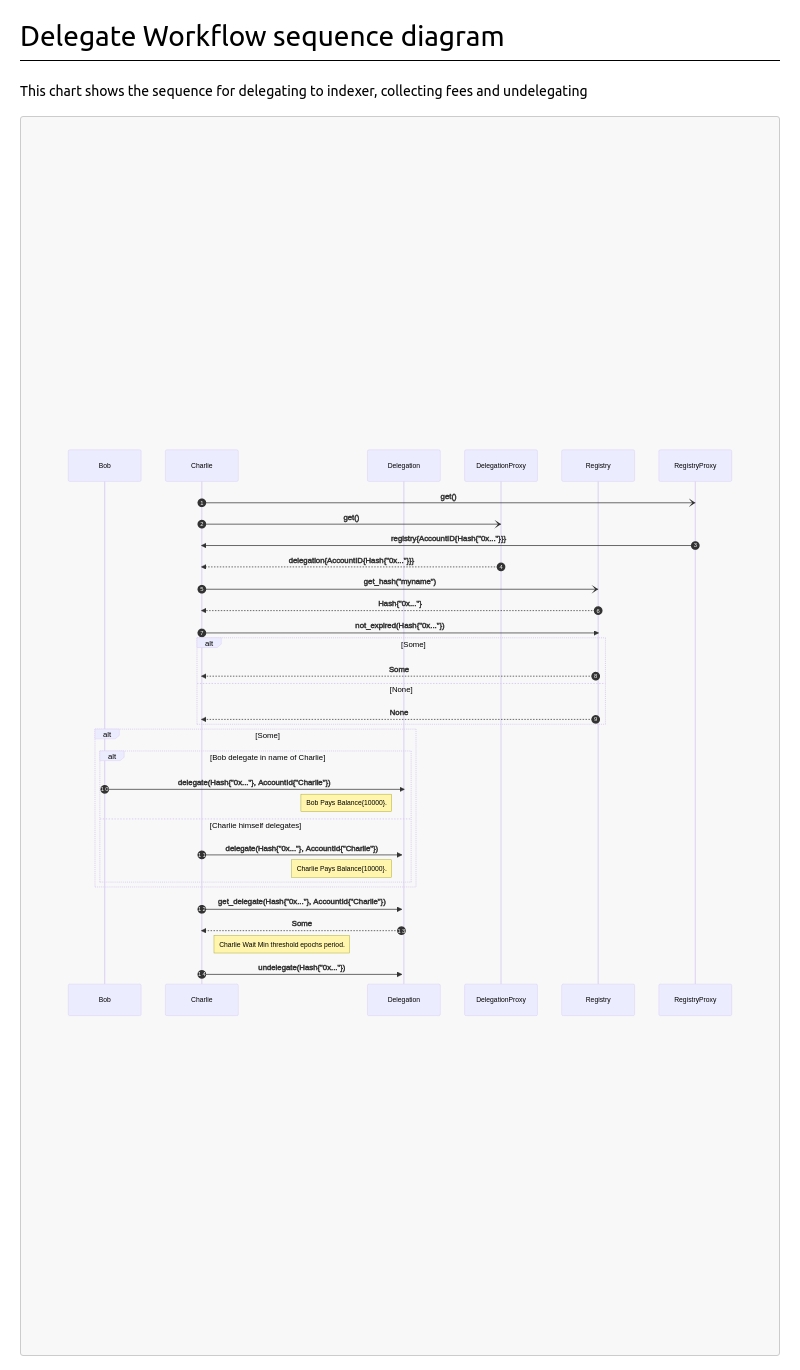 Delegate Workflow sequence diagram
This chart shows the sequence for delegating to indexer, collecting fees and undelegating
Bob Charlie Delegation DelegationProxy Registry RegistryProxy
1 get()
2 get()
registry{AccountID{Hash{"0x..."}}} 3
delegation{AccountID{Hash{"0x..."}}} 4
5 get_hash("myname")
Hash{"0x..."} 6
7 not_expired(Hash{"0x..."})
alt [Some]
Some 8
[None]
None 9
alt [Some]
alt [Bob delegate in name of Charlie]
10 delegate(Hash{"0x..."}, AccountId{"Charlie"})
Bob Pays Balance{10000}.
[Charlie himself delegates]
11 delegate(Hash{"0x..."}, AccountId{"Charlie"})
Charlie Pays Balance{10000}.
12 get_delegate(Hash{"0x..."}, AccountId{"Charlie"})
Some 13
Charlie Wait Min threshold epochs period.
14 undelegate(Hash{"0x..."})
Bob Charlie Delegation DelegationProxy Registry RegistryProxy